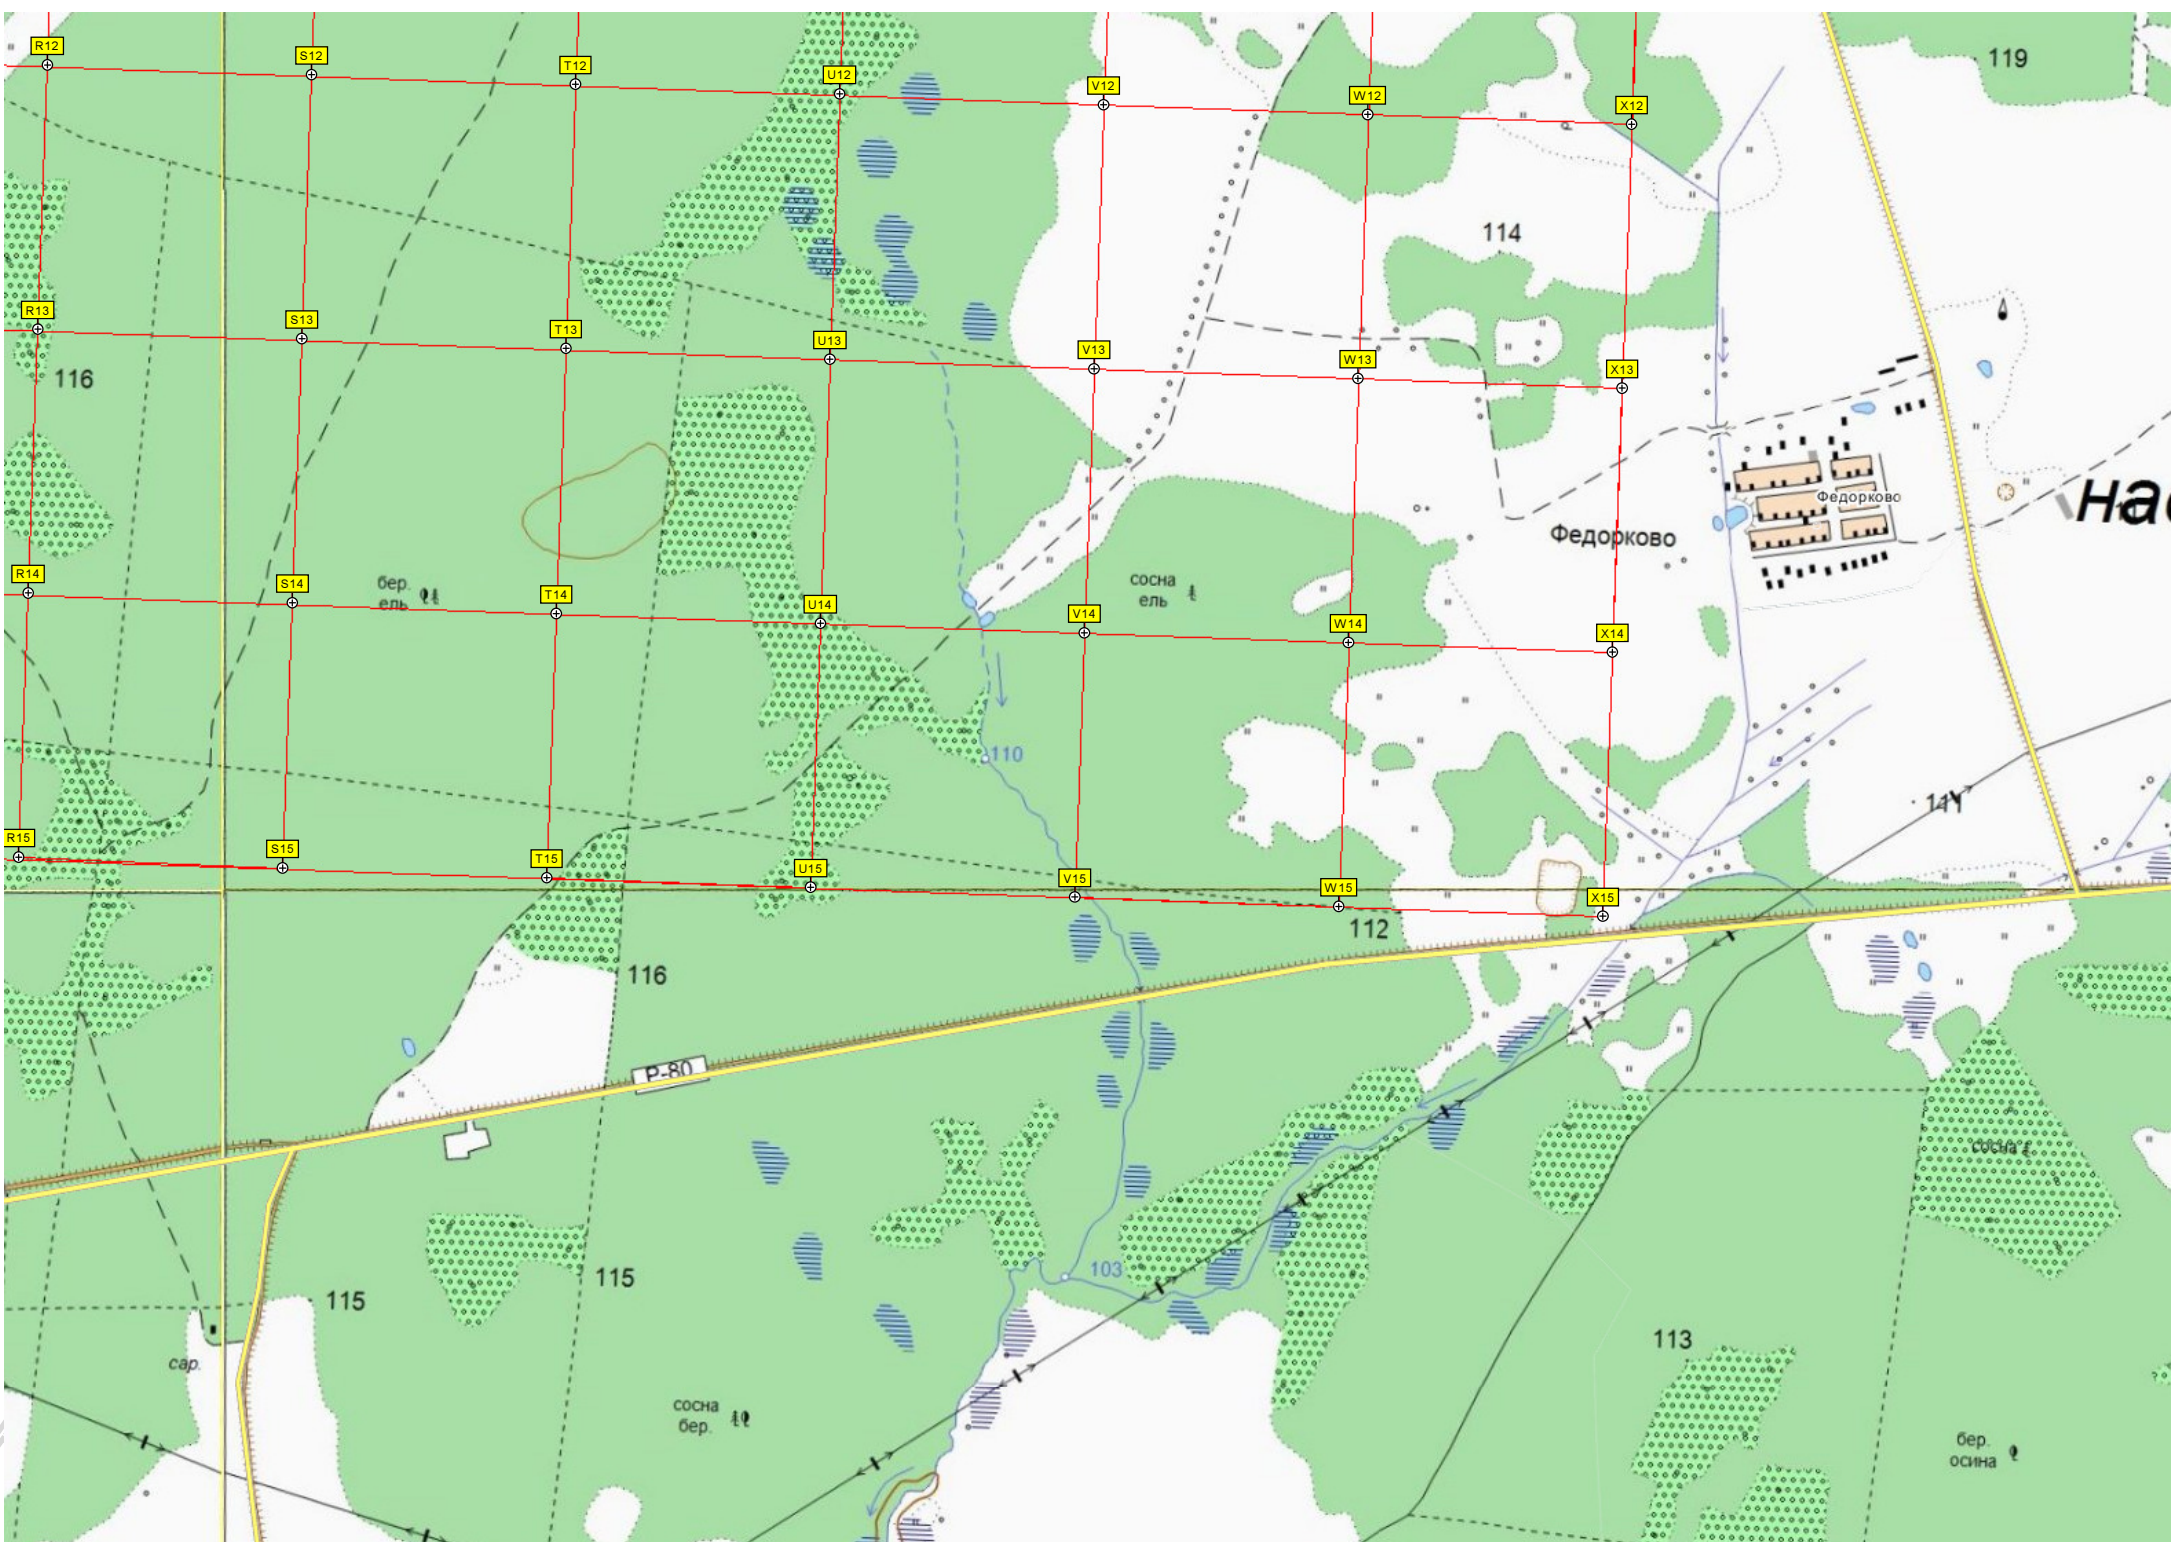 R12
S12
T12
U12
V12
W12
X12
119
114
R13
S13
T13
U13
V13
W13
X13
116
Федорково
Федорково
нас
R14
S14
T14
U14
V14
W14
X14
бер.
ель
сосна
ель
110
111
R15
S15
T15
U15
V15
W15
X15
112
116
Р-80
сосна
103
115
115
113
сар.
сосна
бер.
бер.
осина